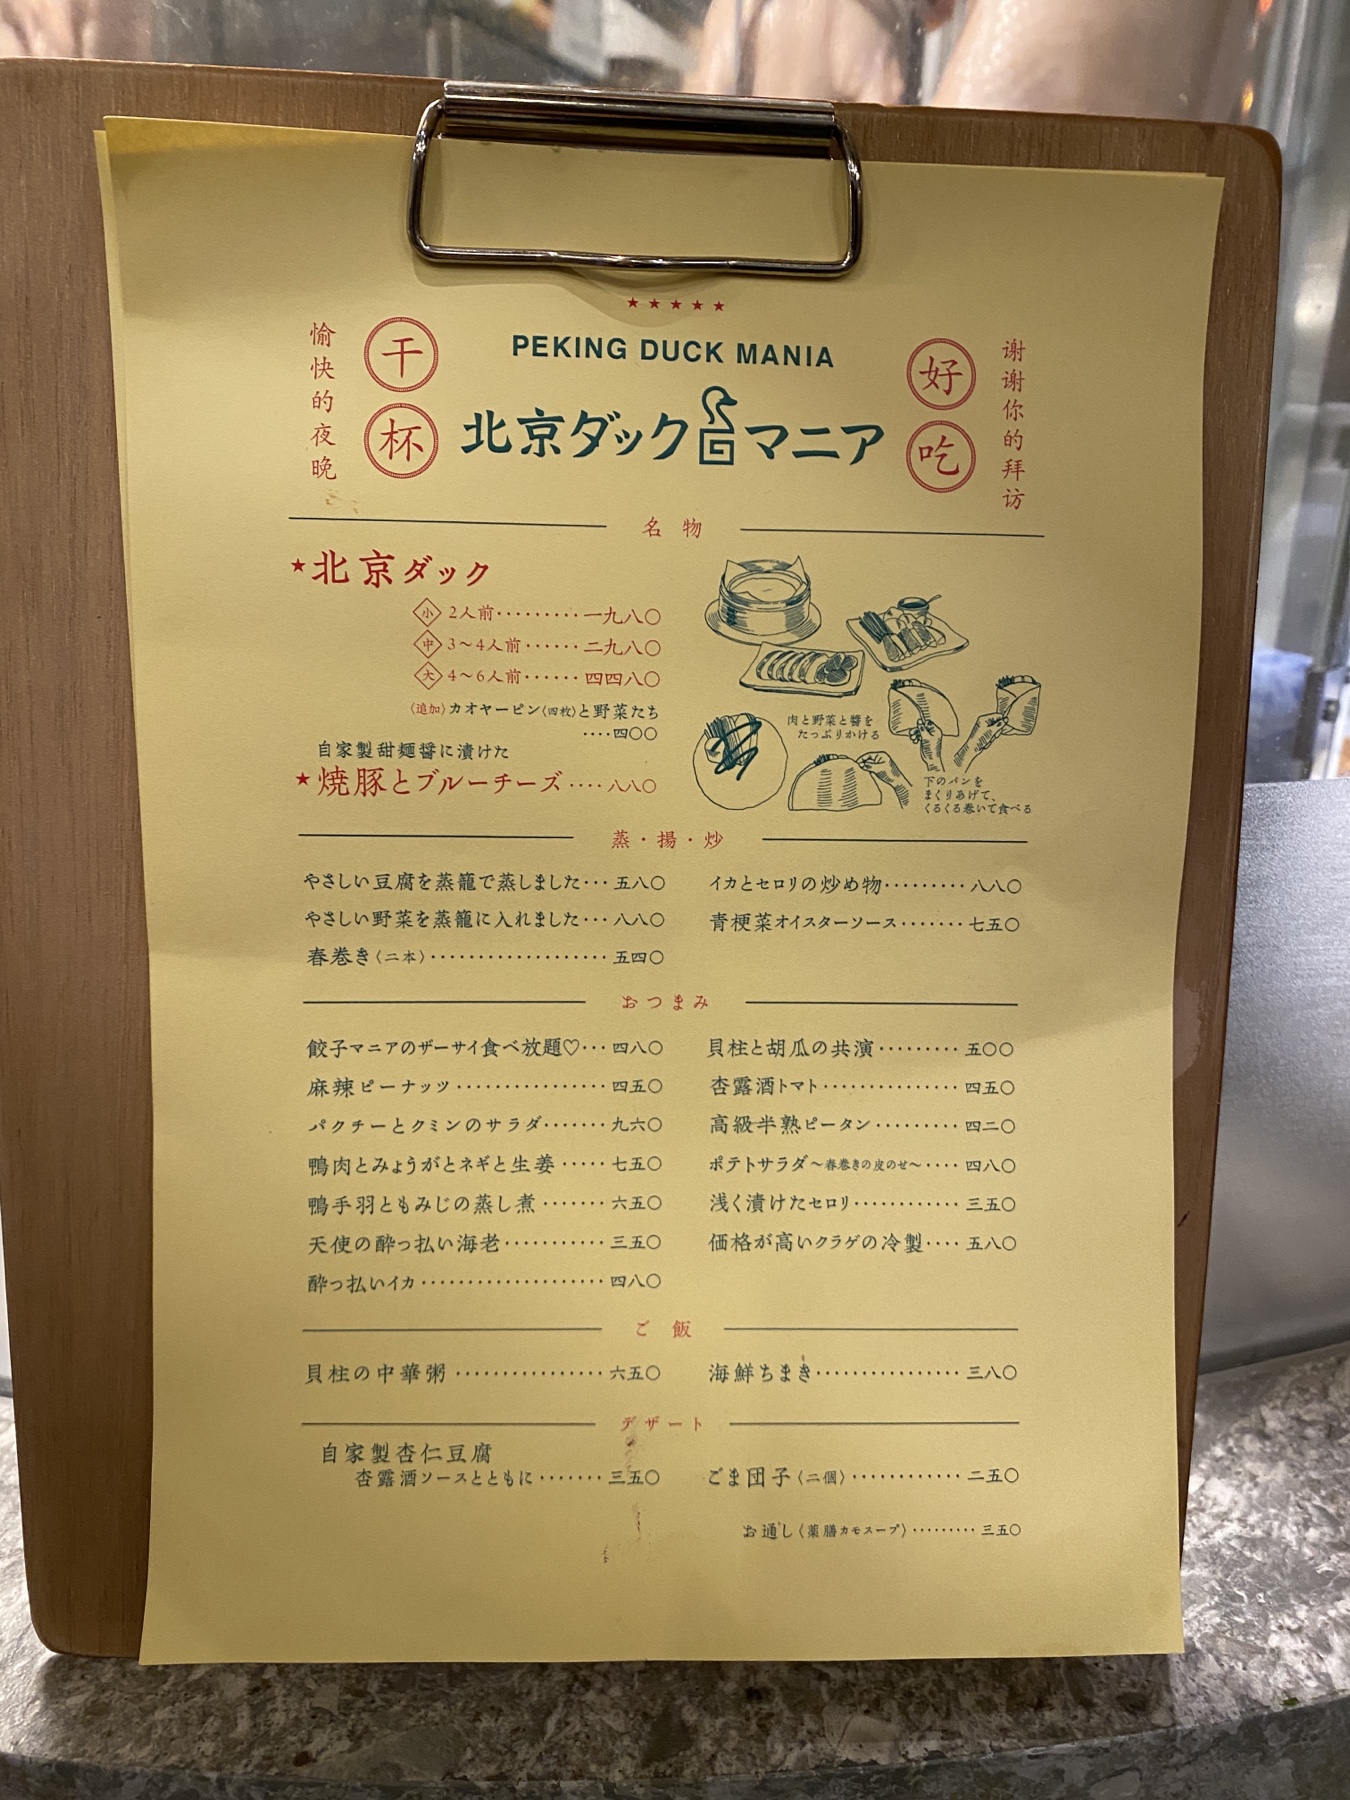 ★★★★★
PEKING DUCK MANIA
愉快的夜晚
干杯
北京ダックマニア
好吃
谢谢你的拜访
名物
★北京ダック
小 2人前・・・・・・・・・一九八〇
中 3〜4人前・・・・・・二九八〇
大 4〜6人前・・・・・・四四八〇
〈追加〉カオヤーピン〈四枚〉と野菜たち
・・・・四〇〇
自家製甜麺醤に漬けた
★焼豚とブルーチーズ・・・・八八〇
肉と野菜と醬を
たっぷりかける
下のパンを
まくりあげて、
くるくる巻いて食べる
蒸・揚・炒
やさしい豆腐を蒸籠で蒸しました・・・五八〇
やさしい野菜を蒸籠に入れました・・・八八〇
春巻き〈二本〉・・・・・・・・・・・・・・・・・・・五四〇
イカとセロリの炒め物・・・・・・・・・八八〇
青梗菜オイスターソース・・・・・・・七五〇
おつまみ
餃子マニアのザーサイ食べ放題♡・・・四八〇
麻辣ピーナッツ・・・・・・・・・・・・・・・・四五〇
パクチーとクミンのサラダ・・・・・・・九六〇
鴨肉とみょうがとネギと生姜・・・・・七五〇
鴨手羽ともみじの蒸し煮・・・・・・・六五〇
天使の酔っ払い海老・・・・・・・・・・・三五〇
酔っ払いイカ・・・・・・・・・・・・・・・・・・・・四八〇
貝柱と胡瓜の共演・・・・・・・・・五〇〇
杏露酒トマト・・・・・・・・・・・・・・・四五〇
高級半熟ピータン・・・・・・・・・四二〇
ポテトサラダ〜春巻きの皮のせ〜・・・・四八〇
浅く漬けたセロリ・・・・・・・・・・・三五〇
価格が高いクラゲの冷製・・・・五八〇
ご飯
貝柱の中華粥・・・・・・・・・・・・・・・・六五〇
海鮮ちまき・・・・・・・・・・・・・・・三八〇
デザート
自家製杏仁豆腐
杏露酒ソースとともに・・・・・・・三五〇
ごま団子〈二個〉・・・・・・・・・・・・二五〇
お通し〈薬膳カモスープ〉・・・・・・・・・三五〇